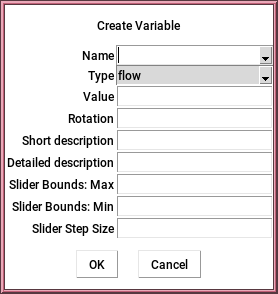 Create Variable
Name
Type flow
Value
Rotation
Short description
Detailed description
Slider Bounds: Max
Slider Bounds: Min
Slider Step Size
OK Cancel